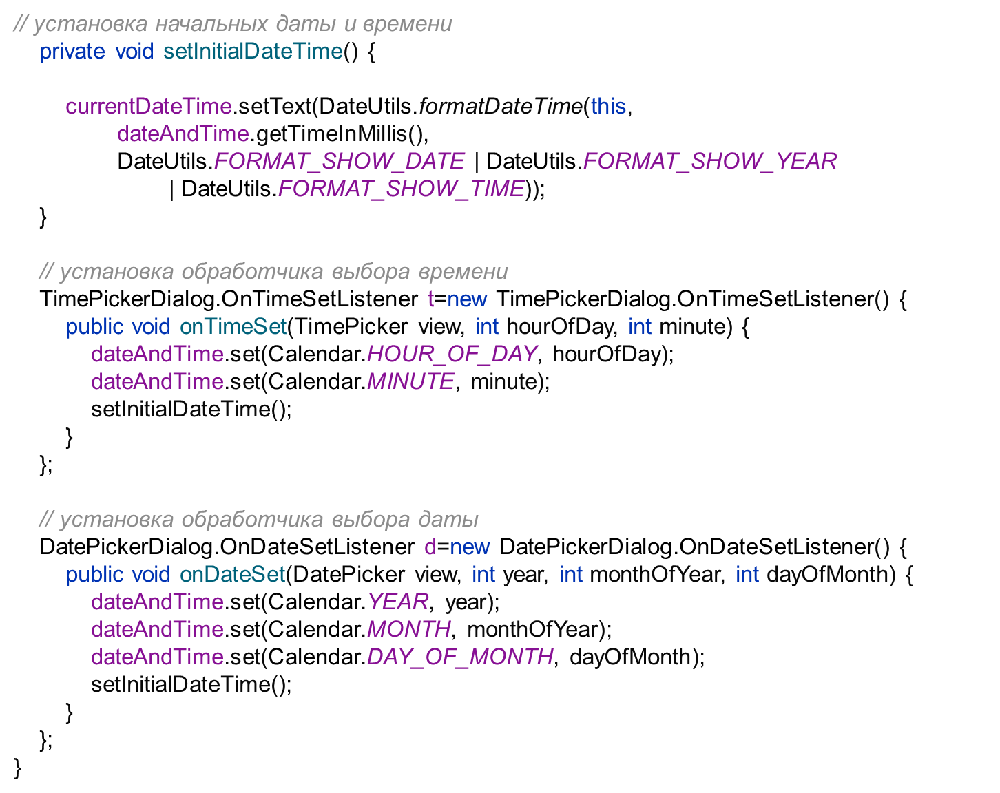 // установка начальных даты и времени
private void setInitialDateTime() {
currentDateTime.setText(DateUtils.formatDateTime(this,
dateAndTime.getTimeInMillis(),
DateUtils.FORMAT_SHOW_DATE | DateUtils.FORMAT_SHOW_YEAR
| DateUtils.FORMAT_SHOW_TIME));
}
// установка обработчика выбора времени
TimePickerDialog.OnTimeSetListener t=new TimePickerDialog.OnTimeSetListener() {
public void onTimeSet(TimePicker view, int hourOfDay, int minute) {
dateAndTime.set(Calendar.HOUR_OF_DAY, hourOfDay);
dateAndTime.set(Calendar.MINUTE, minute);
setInitialDateTime();
}
};
// установка обработчика выбора даты
DatePickerDialog.OnDateSetListener d=new DatePickerDialog.OnDateSetListener() {
public void onDateSet(DatePicker view, int year, int monthOfYear, int dayOfMonth) {
dateAndTime.set(Calendar.YEAR, year);
dateAndTime.set(Calendar.MONTH, monthOfYear);
dateAndTime.set(Calendar.DAY_OF_MONTH, dayOfMonth);
setInitialDateTime();
}
};
}